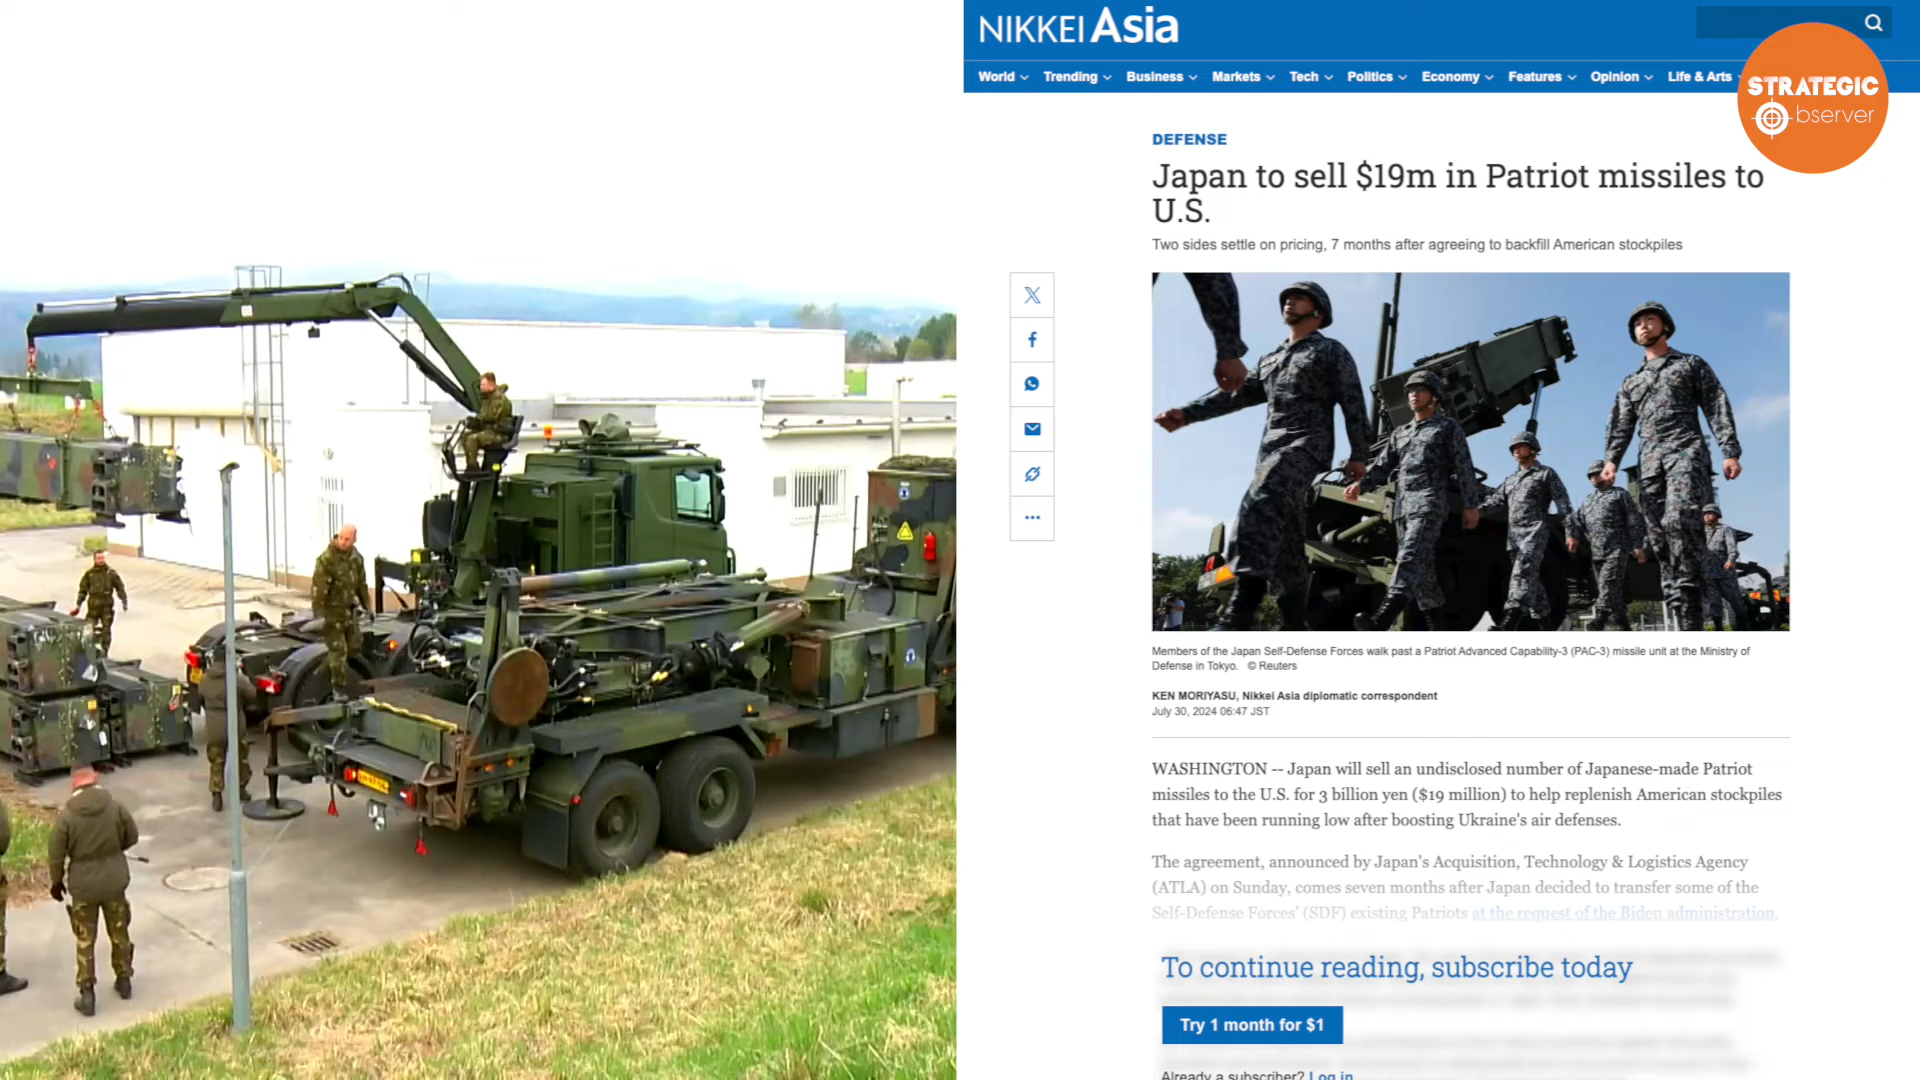 NIKKEI Asia
World Trending Business Markets Tech Politics Economy Features Opinion Life & Arts
STRATEGIC
bserver
DEFENSE
Japan to sell $19m in Patriot missiles to
U.S.
Two sides settle on pricing, 7 months after agreeing to backfill American stockpiles
Members of the Japan Self-Defense Forces walk past a Patriot Advanced Capability-3 (PAC-3) missile unit at the Ministry of
Defense in Tokyo. © Reuters
KEN MORIYASU, Nikkei Asia diplomatic correspondent
July 30, 2024 06:47 JST
WASHINGTON -- Japan will sell an undisclosed number of Japanese-made Patriot
missiles to the U.S. for 3 billion yen ($19 million) to help replenish American stockpiles
that have been running low after boosting Ukraine's air defenses.
The agreement, announced by Japan's Acquisition, Technology & Logistics Agency
(ATLA) on Sunday, comes seven months after Japan decided to transfer some of the
Self-Defense Forces' (SDF) existing Patriots at the request of the Biden administration.
To continue reading, subscribe today
Try 1 month for $1
Already a subscriber? Log in